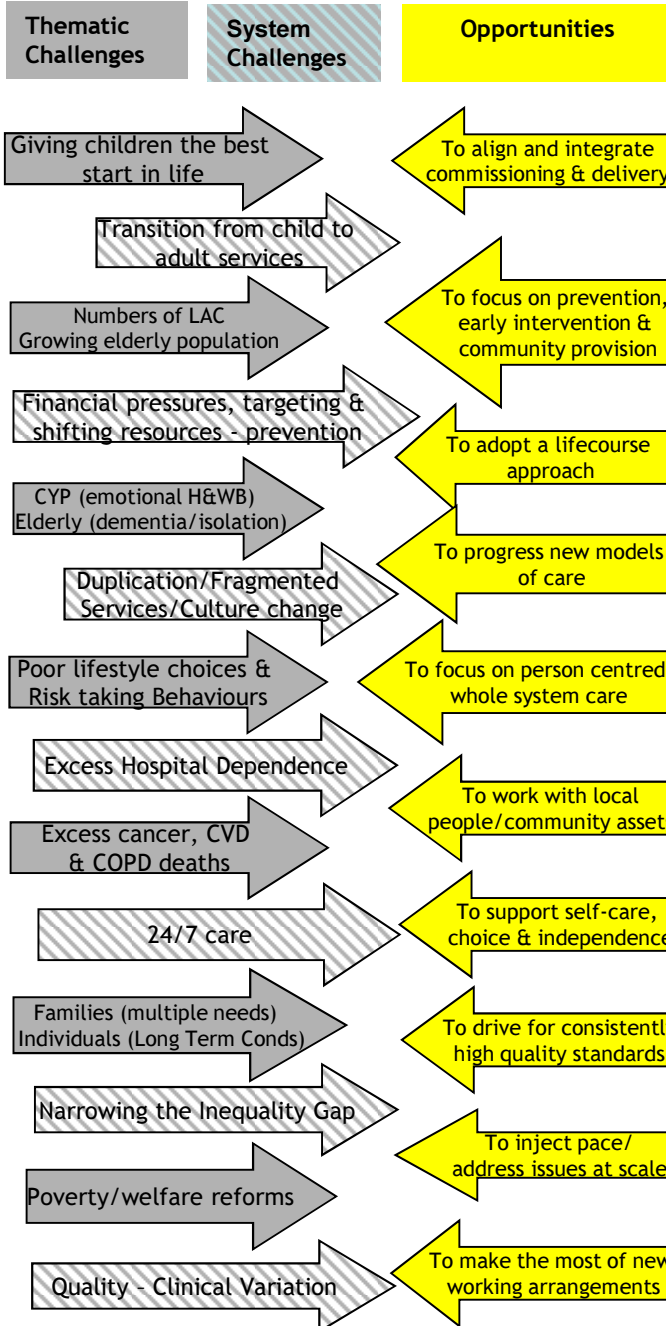 Thematic
Challenges
System
Challenges
Opportunities
Giving children the best
start in life
To align and integrate
commissioning & delivery
Transition from child to
adult services
Numbers of LAC
Growing elderly population
To focus on prevention,
early intervention &
community provision
Financial pressures, targeting &
shifting resources - prevention
To adopt a lifecourse
approach
CYP (emotional H&WB)
Elderly (dementia/isolation)
To progress new models
of care
Duplication/Fragmented
Services/Culture change
Poor lifestyle choices &
Risk taking Behaviours
To focus on person centred
whole system care
Excess Hospital Dependence
To work with local
people/community asset
Excess cancer, CVD
& COPD deaths
24/7 care
To support self-care,
choice & independence
Families (multiple needs)
Individuals (Long Term Conds)
To drive for consistentl
high quality standards
Narrowing the Inequality Gap
To inject pace/
address issues at scale
Poverty/welfare reforms
Quality - Clinical Variation
To make the most of new
working arrangements